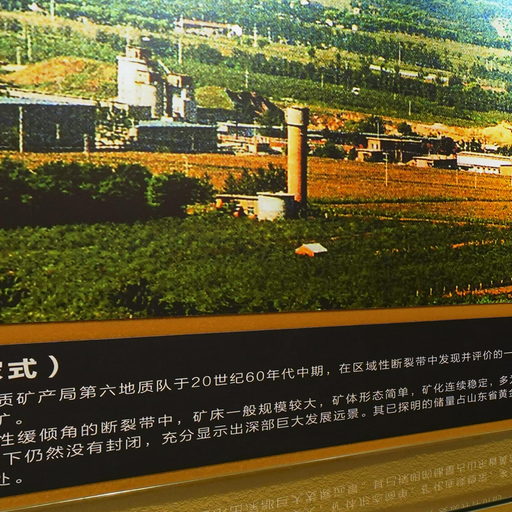 式）
质矿产局第六地质队于20世纪60年代中期，在区域性断裂带中发现并评价的一
矿。
性缓倾角的断裂带中，矿床一般规模较大，矿体形态简单，矿化连续稳定，多
下仍然没有封闭，充分显示出深部巨大发展远景。其已探明的储量占山东省黄金
处。